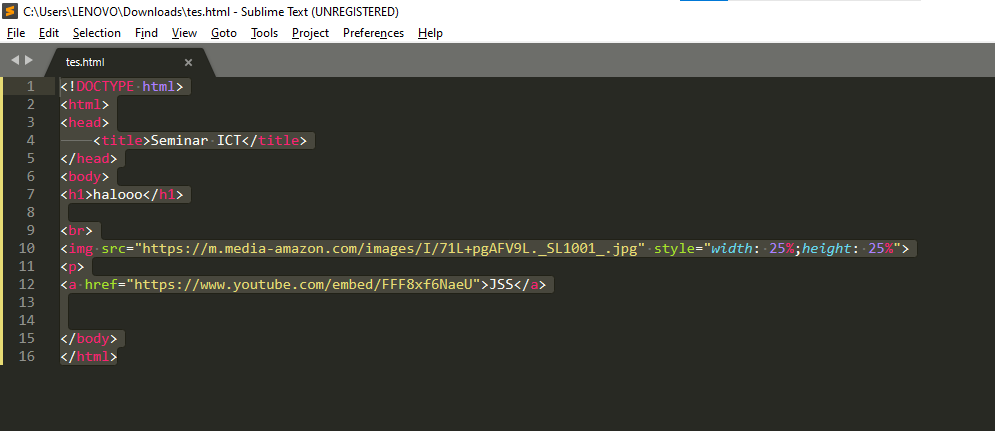 C:\Users\LENOVO\Downloads\tes.html - Sublime Text (UNREGISTERED)
File Edit Selection Find View Goto Tools Project Preferences Help
tes.html ×
1 <!DOCTYPE html>
2 <html>
3 <head>
4 <title>Seminar ICT</title>
5 </head>
6 <body>
7 <h1>halooo</h1>
8
9 <br>
10 <img src="https://m.media-amazon.com/images/I/71L+pgAFV9L._SL1001_.jpg" style="width: 25%;height: 25%">
11 <p>
12 <a href="https://www.youtube.com/embed/FFF8xf6NaeU">JSS</a>
13
14
15 </body>
16 </html>